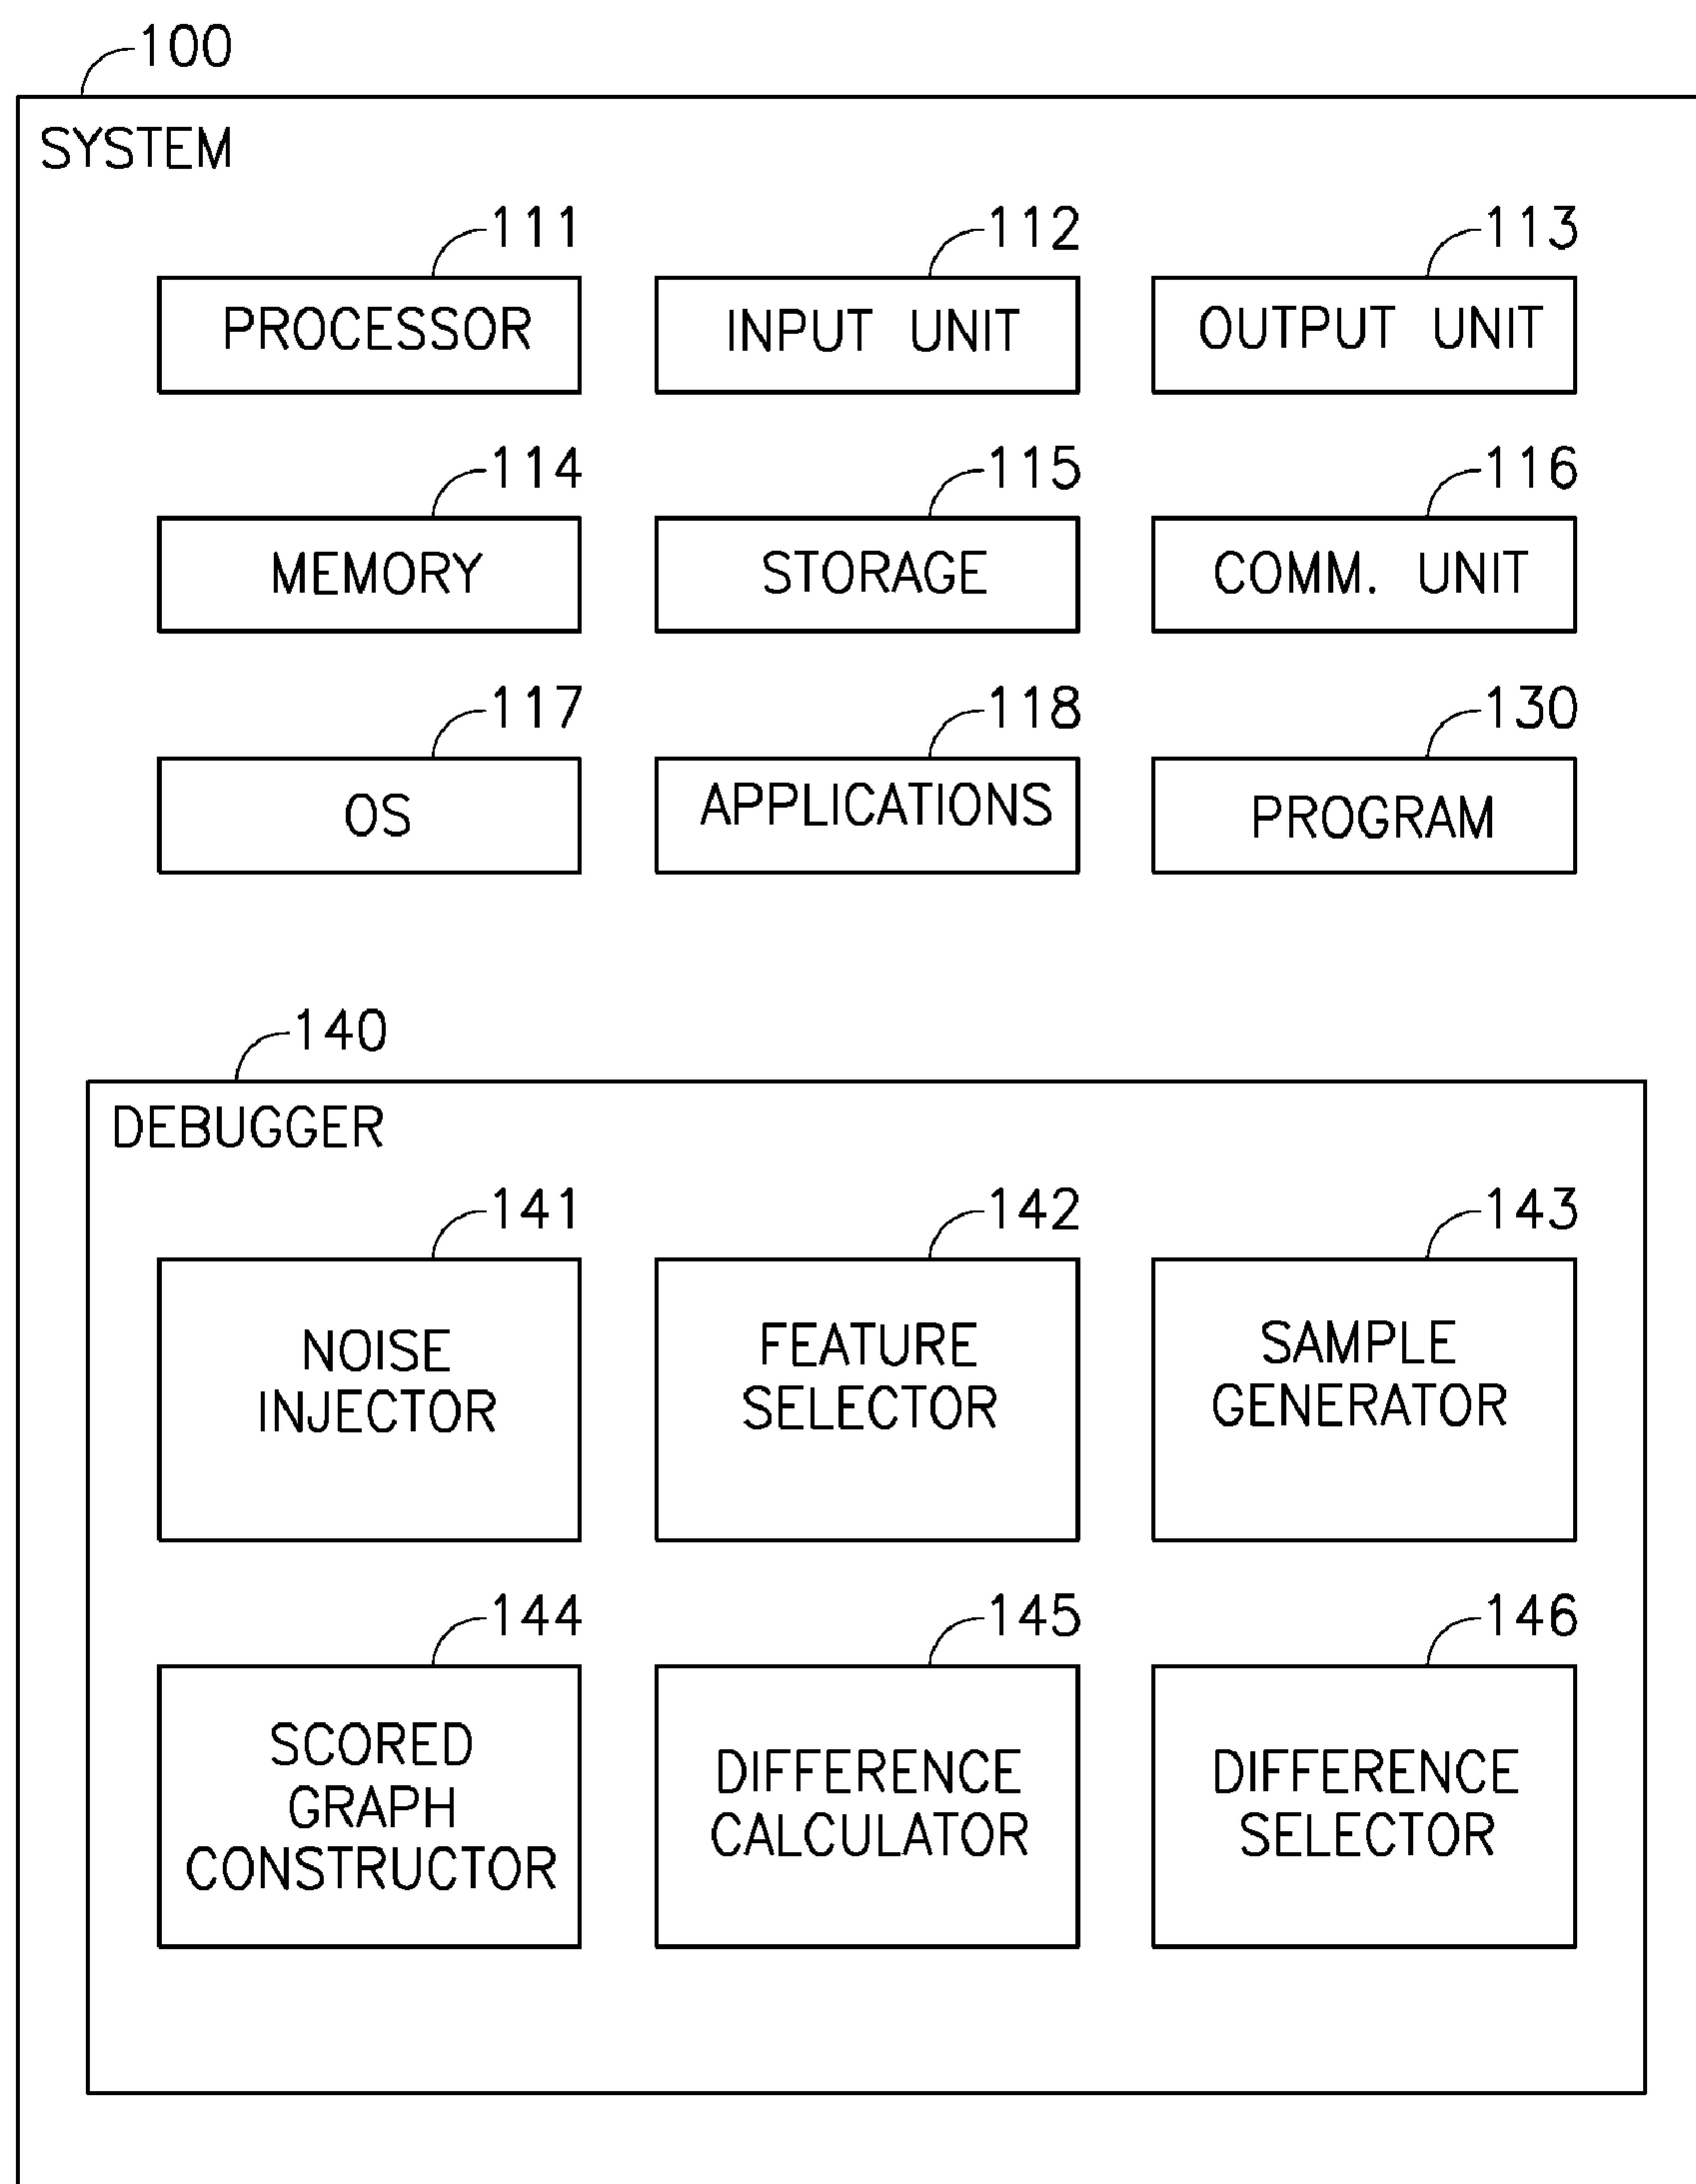 100
SYSTEM
111
112
113
PROCESSOR
INPUT UNIT
OUTPUT UNIT
114
115
116
MEMORY
STORAGE
COMM. UNIT
117
118
130
OS
APPLICATIONS
PROGRAM
140
DEBUGGER
141
142
143
NOISE
INJECTOR
FEATURE
SELECTOR
SAMPLE
GENERATOR
144
145
146
SCORED
GRAPH
CONSTRUCTOR
DIFFERENCE
CALCULATOR
DIFFERENCE
SELECTOR